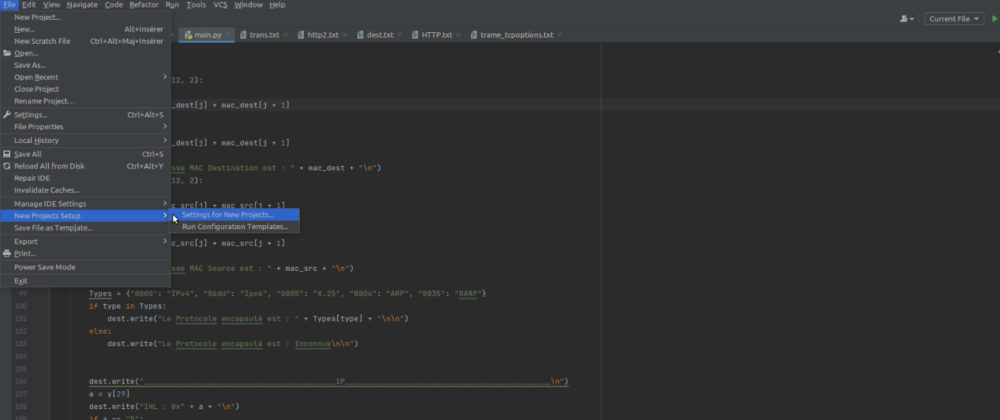 File Edit View Navigate Code Refactor Run Tools VCS Window Help
New Project...
New... Alt+Insérer
New Scratch File Ctrl+Alt+Maj+Insérer
Open...
Save As...
Open Recent
Close Project
Rename Project...
Settings... Ctrl+Alt+S
File Properties
Local History
Save All Ctrl+S
Reload All from Disk Ctrl+Alt+Y
Repair IDE
Invalidate Caches...
Manage IDE Settings
New Projects Setup
Save File as Template...
Export
Print...
Power Save Mode
Exit
Settings for New Projects...
Run Configuration Templates...
Current File
main.py trans.txt http2.txt dest.txt HTTP.txt trame_tcpoptions.txt
12, 2):
_dest[j] + mac_dest[j + 1]
_dest[j] + mac_dest[j + 1]
sse MAC Destination est : " + mac_dest + "\n")
12, 2):
c_src[j] + mac_src[j + 1]
c_src[j] + mac_src[j + 1]
sse MAC Source est : " + mac_src + "\n")
99 Types = {"0800": "IPv4", "86dd": "Ipv6", "0805": "X.25", "0806": "ARP", "8035": "RARP"}
100 if type in Types:
101 dest.write("Le Protocole encapsulé est : " + Types[type] + "\n\n")
102 else:
103 dest.write("Le Protocole encapsulé est : Inconnue\n\n")
104
105
106 dest.write("__________________________________________IP_____________________________________________\n")
107 a = y[29]
108 dest.write("IHL : 0x" + a + "\n")
109 if a == "5":